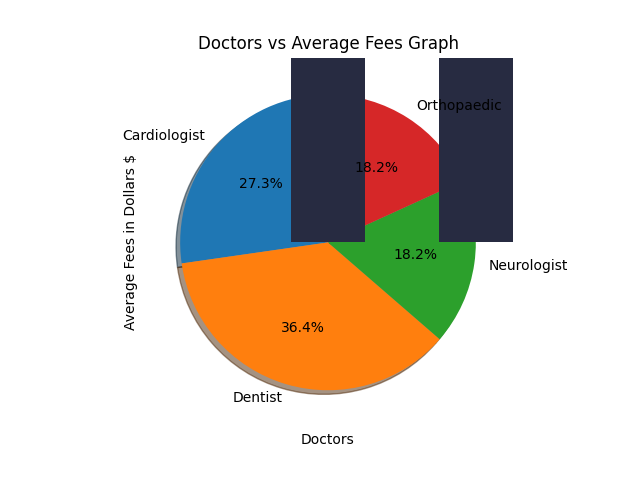 Doctors vs Average Fees Graph
Orthopaedic
Cardiologist
18.2%
27.3%
Average Fees in Dollars $
18.2%
Neurologist
36.4%
Dentist
Doctors